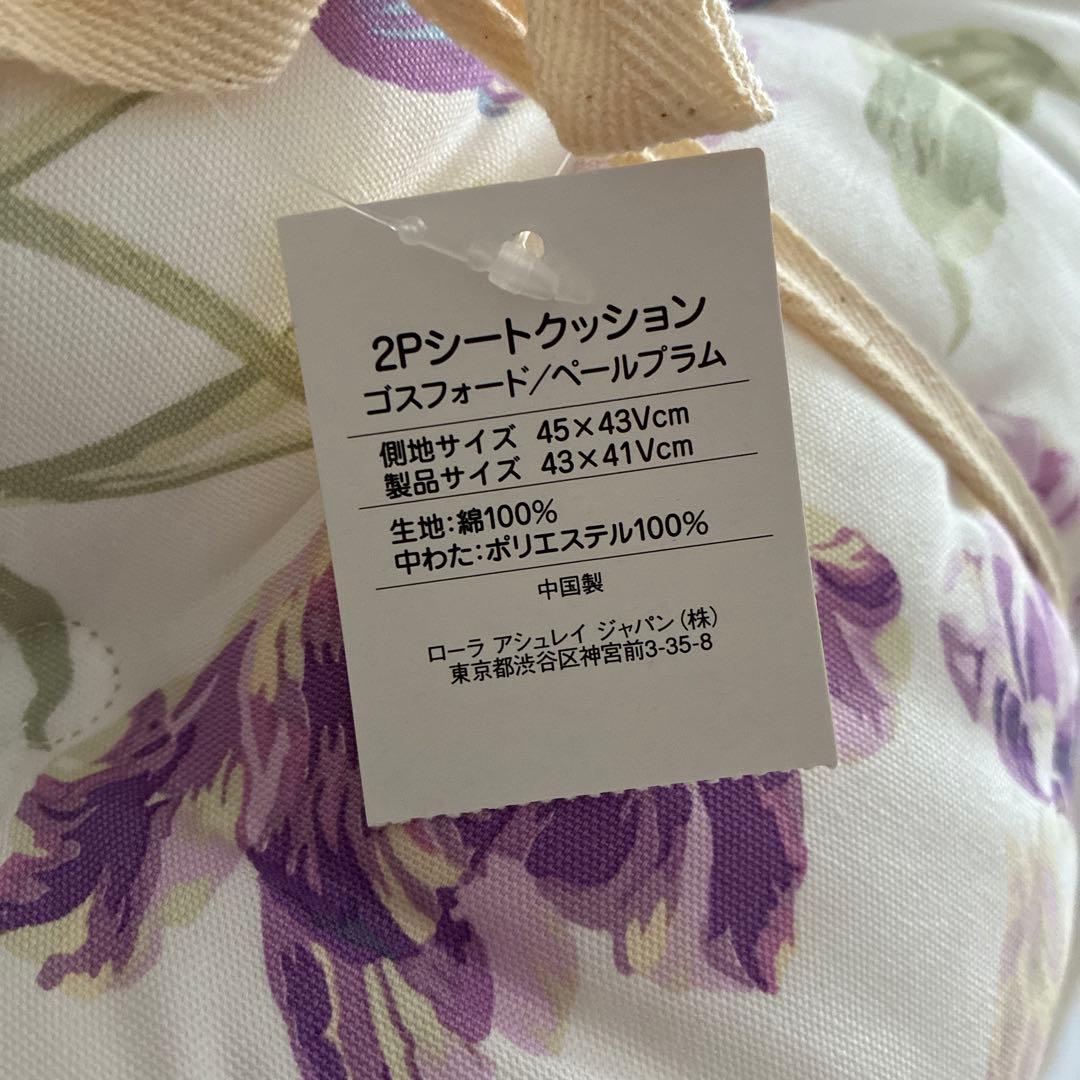 2Pシートクッション
ゴスフォード/ペールプラム
側地サイズ 45×43Vcm
製品サイズ 43×41Vcm
生地:綿100%
中わた:ポリエステル100%
中国製
ローラ アシュレイ ジャパン(株)
東京都渋谷区神宮前3-35-8